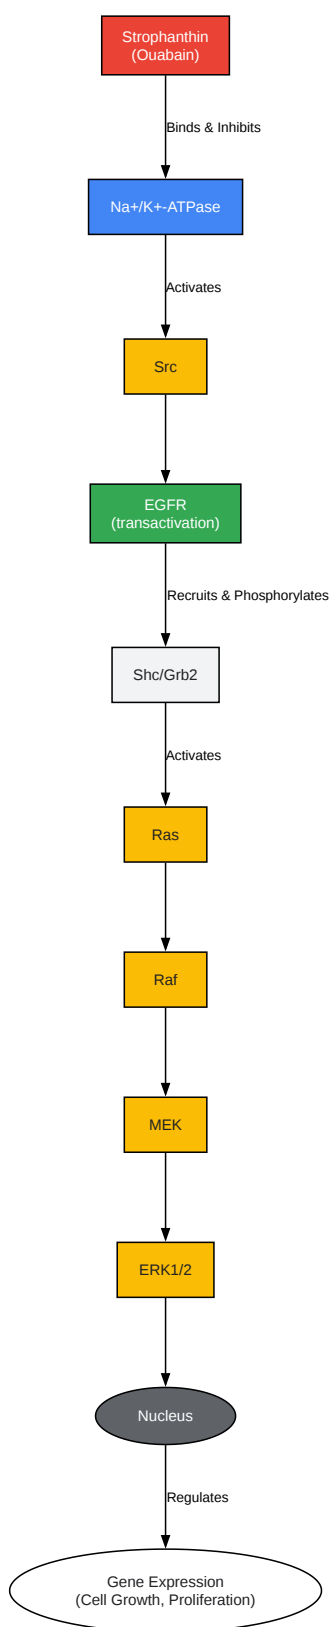 Strophanthin
(Ouabain)
Binds & Inhibits
Na+/K+-ATPase
Activates
Src
EGFR
(transactivation)
Recruits & Phosphorylates
Shc/Grb2
Activates
Ras
Raf
MEK
ERK1/2
Nucleus
Regulates
Gene Expression
(Cell Growth, Proliferation)